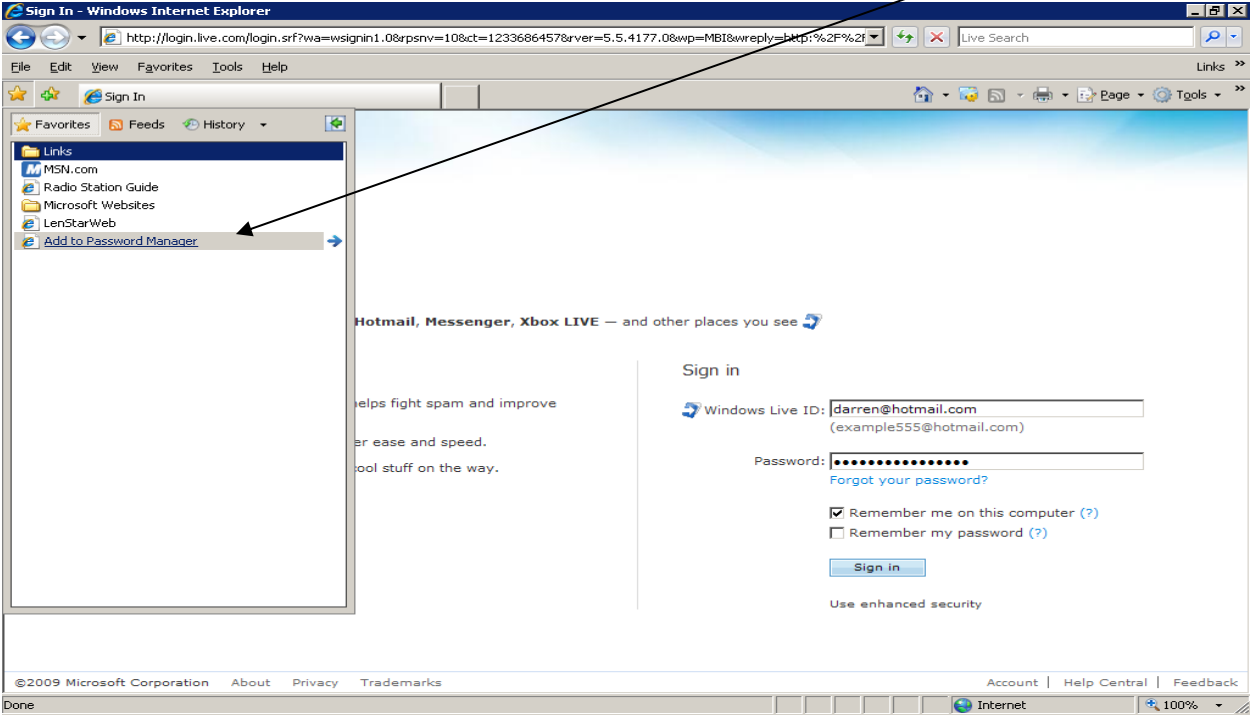 Sign In - Windows Internet Explorer
http://login.live.com/login.srf?wa=wsignin1.0&rpsnv=10&ct=1233686457&rver=5.5.4177.0&wp=MBI&wreply=http:%2F%2F
Live Search
File Edit View Favorites Tools Help
Links »
Sign In
Page Tools »
Favorites Feeds History
Links
MSN.com
Radio Station Guide
Microsoft Websites
LenStarWeb
Add to Password Manager
Hotmail, Messenger, Xbox LIVE — and other places you see
Sign in
helps fight spam and improve
Windows Live ID: darren@hotmail.com
(example555@hotmail.com)
er ease and speed.
Password: ••••••••••••••••
cool stuff on the way.
Forgot your password?
Remember me on this computer (?)
Remember my password (?)
Sign in
Use enhanced security
©2009 Microsoft Corporation About Privacy Trademarks
Account | Help Central | Feedback
Done
Internet
100%